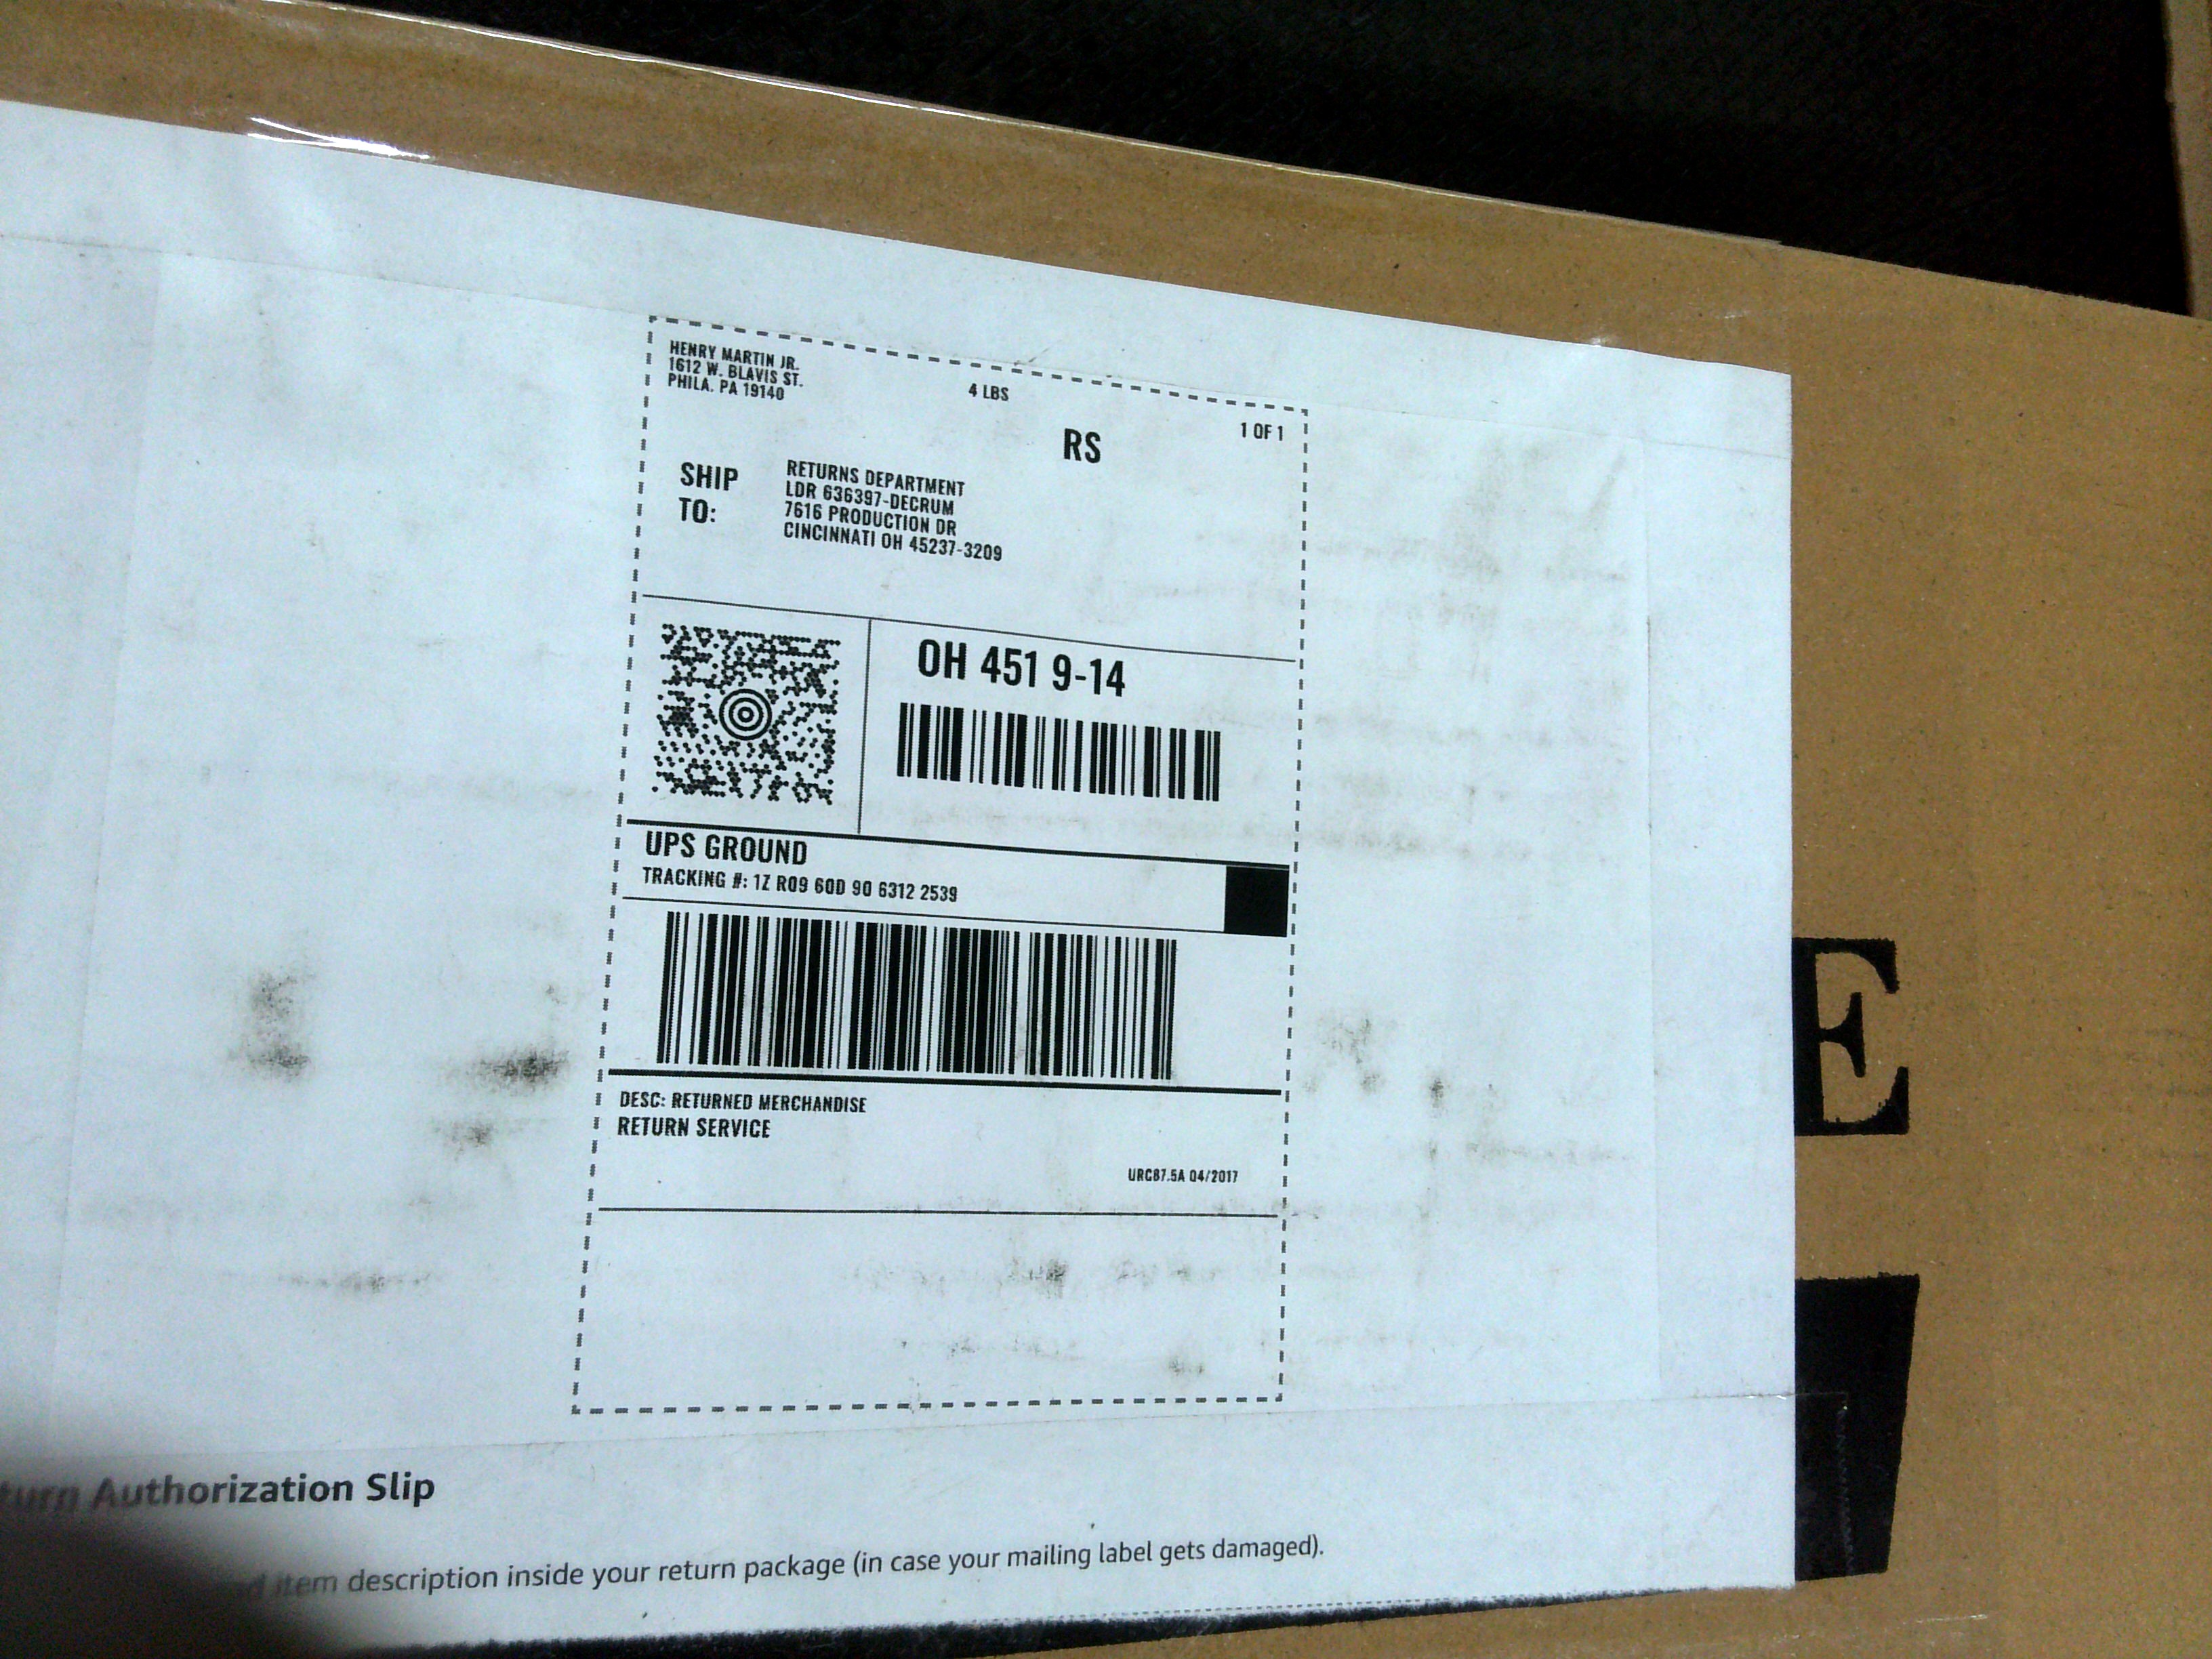 HENRY MARTIN JR.
1612 W. BLAVIS ST.
PHILA. PA 19140
4 LBS
1 OF 1
RS
SHIP TO:
RETURNS DEPARTMENT
LDR 636397-DECRUM
7616 PRODUCTION DR
CINCINNATI OH 45237-3209
OH 451 9-14
UPS GROUND
TRACKING #: 1Z R09 60D 90 6312 2539
DESC: RETURNED MERCHANDISE
RETURN SERVICE
URC87.5A 04/2017
E
Authorization Slip
item description inside your return package (in case your mailing label gets damaged).